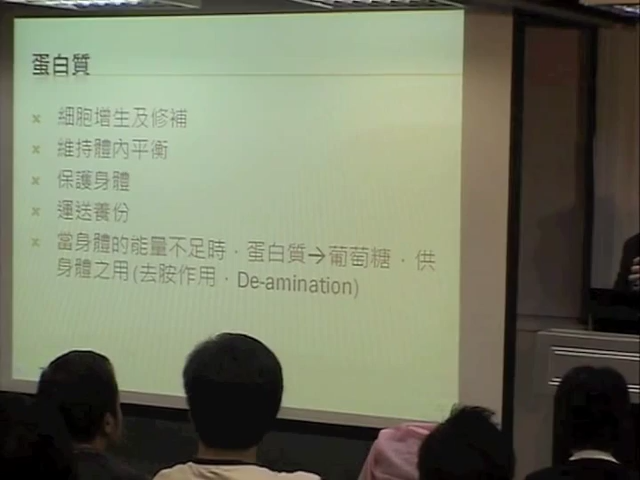 蛋白質
x 細胞增生及修補
x 維持體內平衡
x 保護身體
x 運送養份
x 當身體的能量不足時，蛋白質→葡萄糖，供
身體之用(去胺作用，De-amination)